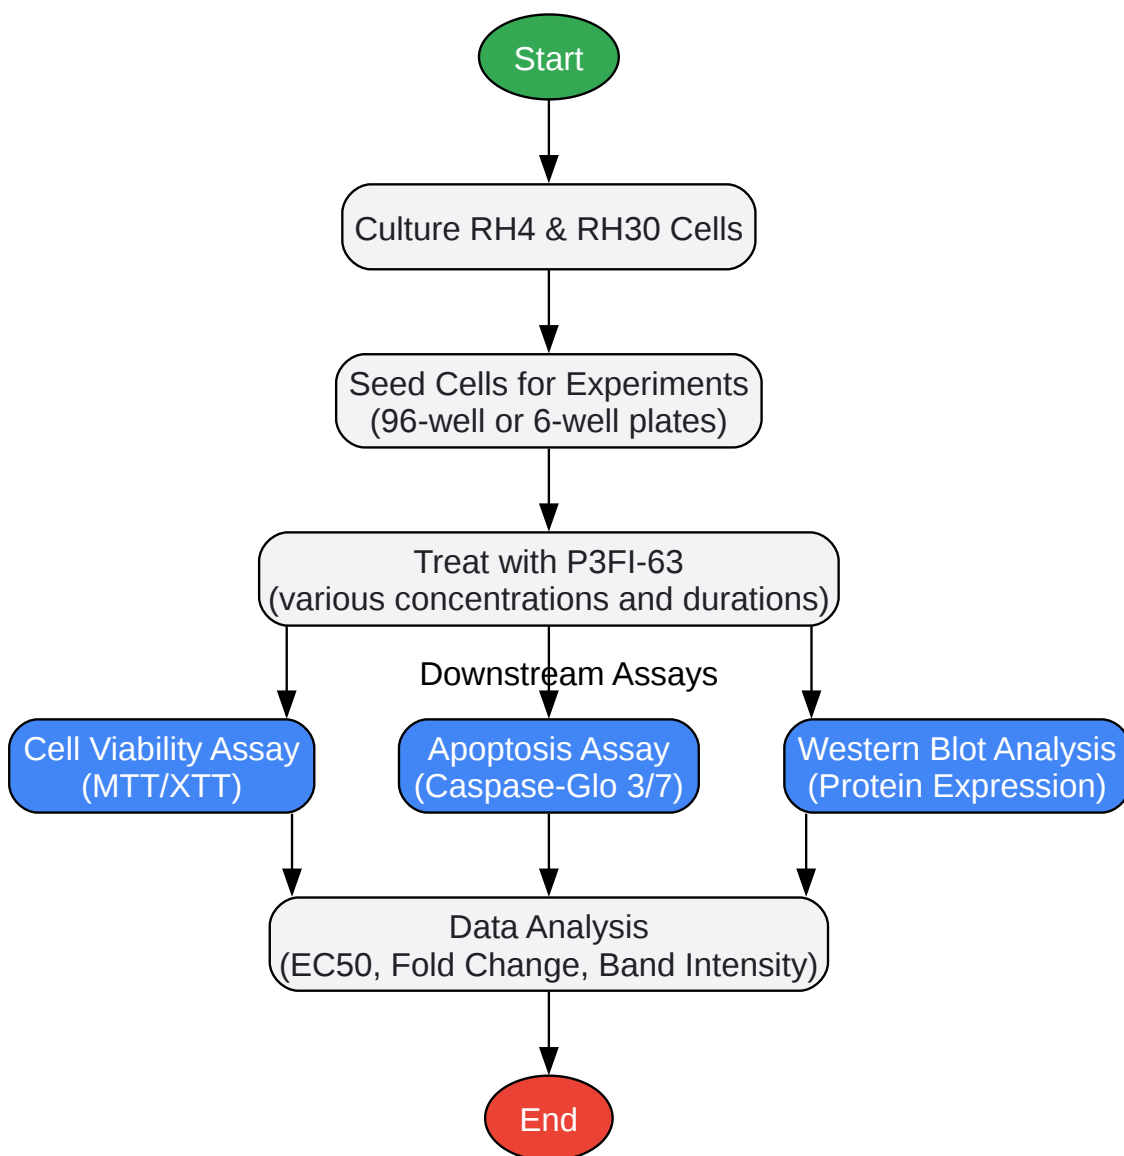 Start
Culture RH4 & RH30 Cells
Seed Cells for Experiments
(96-well or 6-well plates)
Treat with P3FI-63
(various concentrations and durations)
Downstream Assays
Cell Viability Assay
(MTT/XTT)
Apoptosis Assay
(Caspase-Glo 3/7)
Western Blot Analysis
(Protein Expression)
Data Analysis
(EC50, Fold Change, Band Intensity)
End